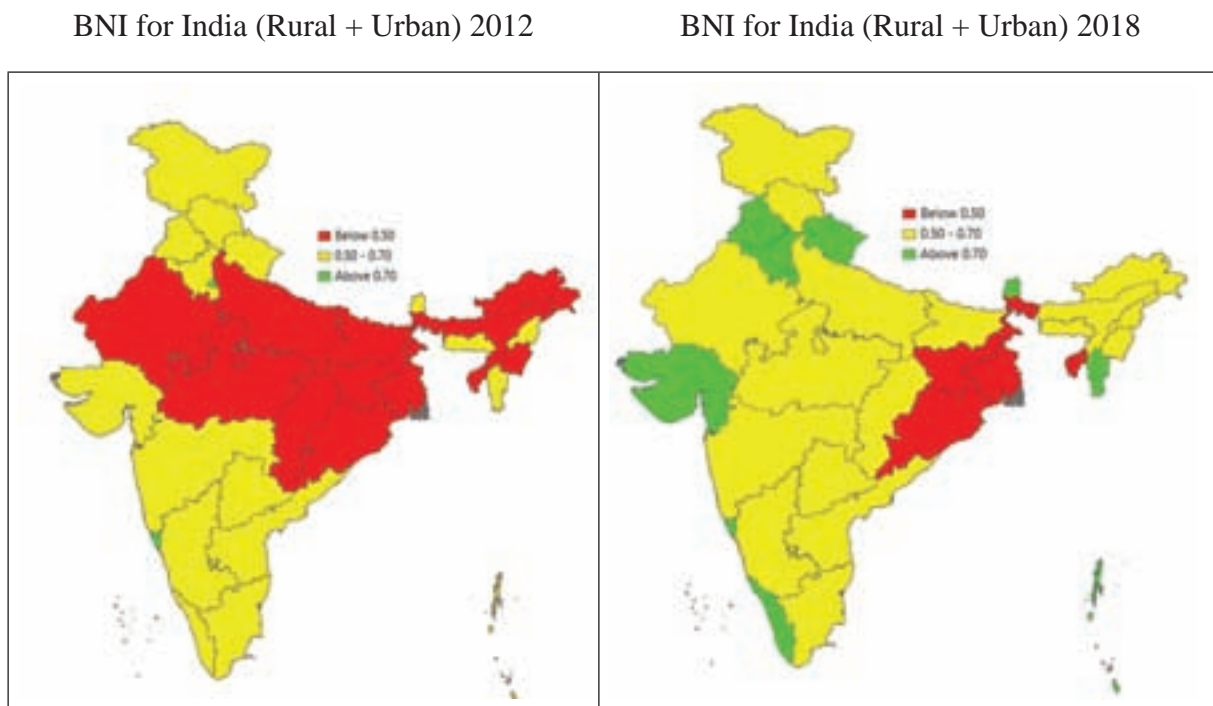 BNI for India (Rural + Urban) 2012
BNI for India (Rural + Urban) 2018
Below 0.50
0.50 - 0.70
Above 0.70
Below 0.50
0.50 - 0.70
Above 0.70